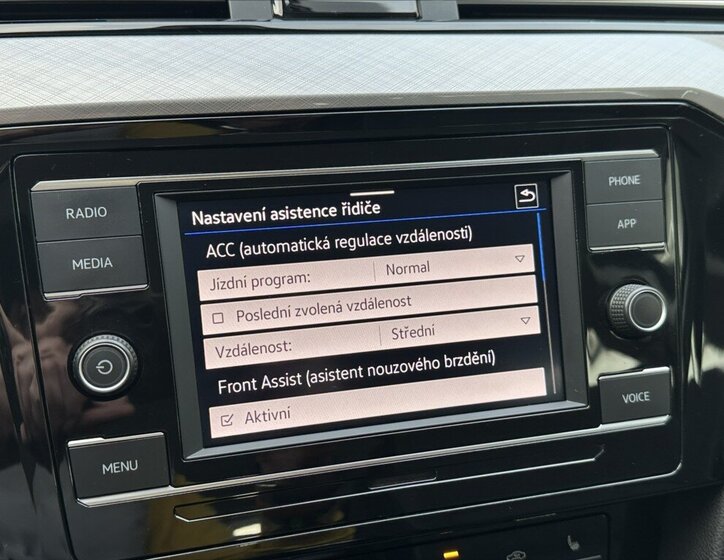 RADIO
MEDIA
MENU
Nastavení asistence řidiče
ACC (automatická regulace vzdálenosti)
Jízdní program: Normal
Poslední zvolená vzdálenost
Vzdálenost: Střední
Front Assist (asistent nouzového brzdění)
Aktivní
PHONE
APP
VOICE